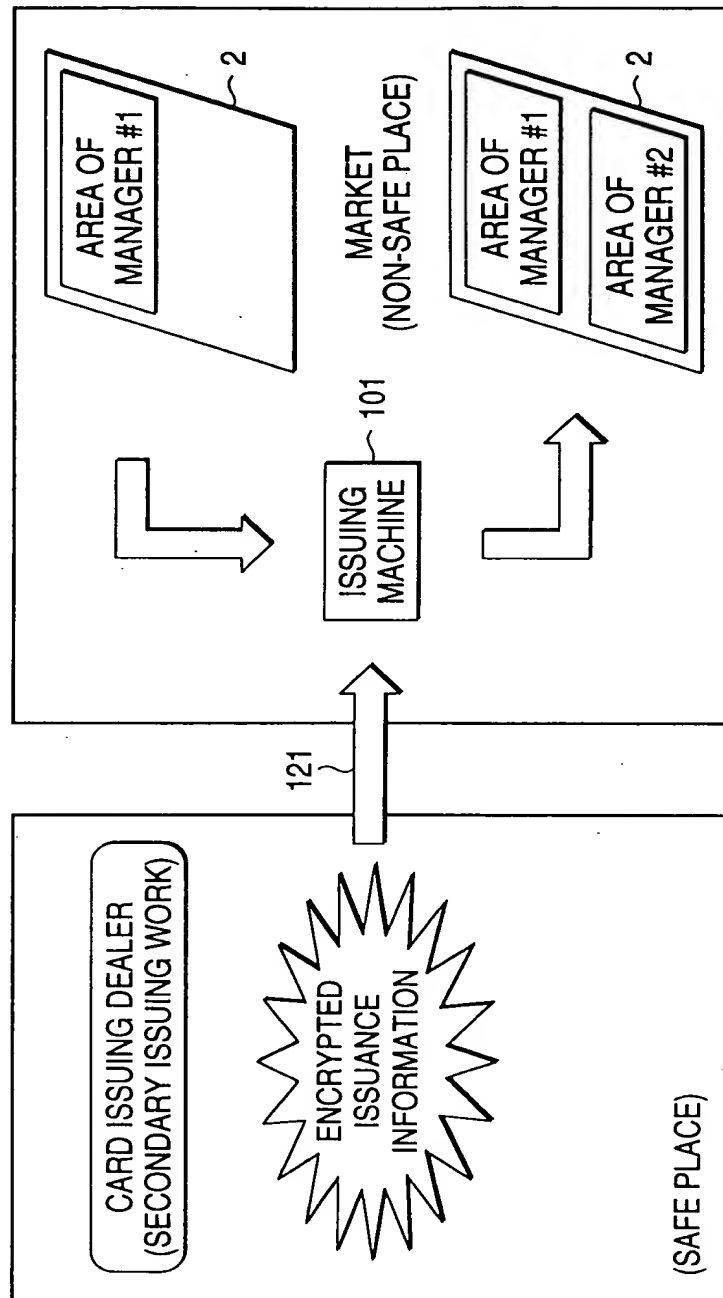 CARD ISSUING DEALER
(SECONDARY ISSUING WORK)
ENCRYPTED
ISSUANCE
INFORMATION
(SAFE PLACE)
121
ISSUING
MACHINE
101
AREA OF
MANAGER #1
2
MARKET
(NON-SAFE PLACE)
AREA OF
MANAGER #1
AREA OF
MANAGER #2
2